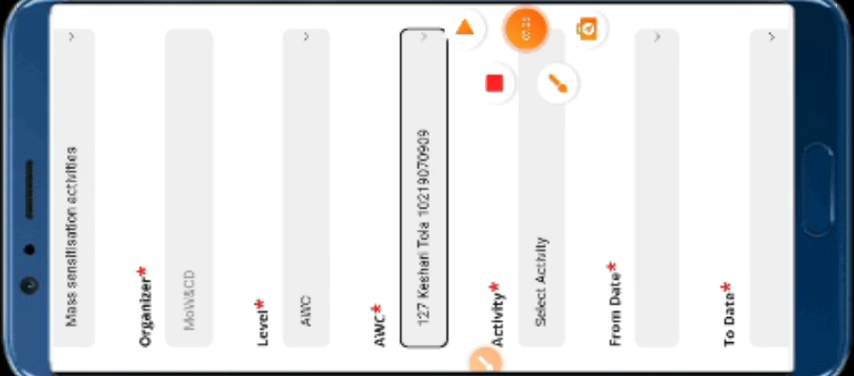 Mass sensitisation activities
Organizer*
MoW&CD
Level*
AWC
AWC*
127 Keshari Tola 10219070909
Activity*
Select Activity
From Date*
To Date*